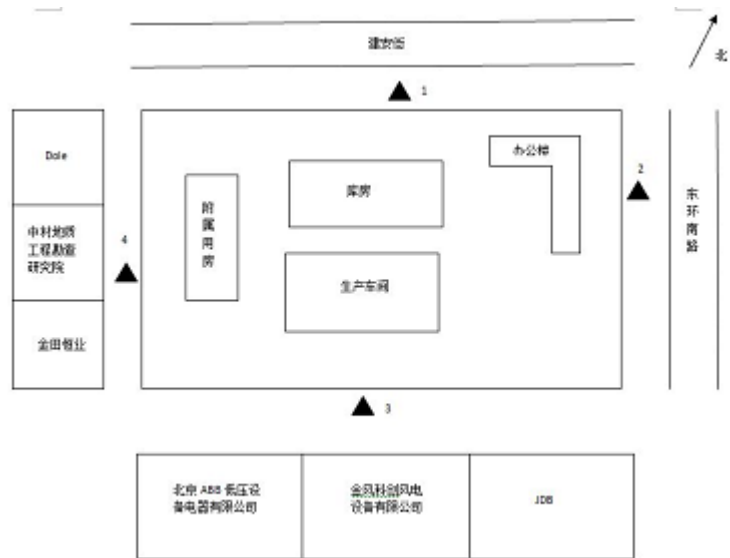 建安街
北
1
Dole
办公楼
2
库房
附
属
用
房
东
环
南
路
中材地质
工程勘查
研究院
4
生产车间
金田恒业
3
北京 ABB 低压设
备电器有限公司
金风科创风电
设备有限公司
JDB